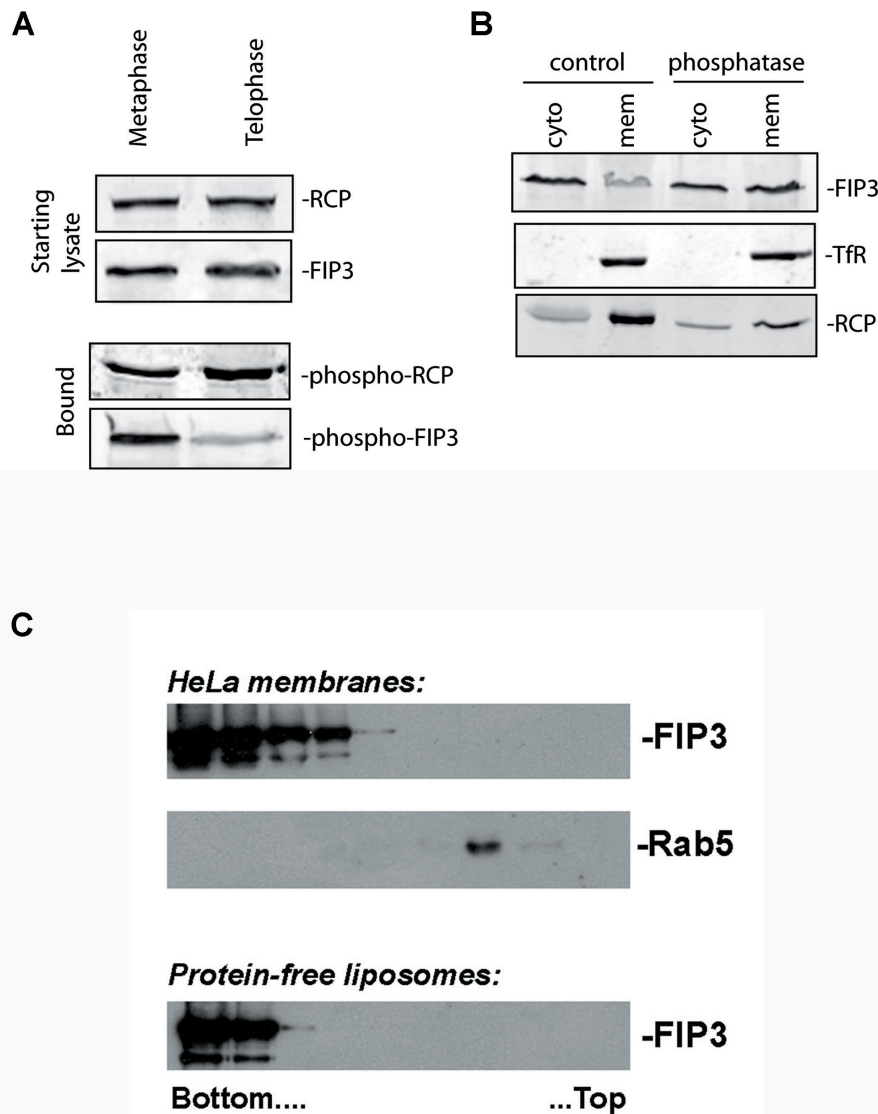 A
Metaphase
Telophase
Starting
lysate
-RCP
-FIP3
Bound
-phospho-RCP
-phospho-FIP3
B
control phosphatase
cyto mem cyto mem
-FIP3
-TfR
-RCP
C
HeLa membranes:
-FIP3
-Rab5
Protein-free liposomes:
-FIP3
Bottom.... ...Top